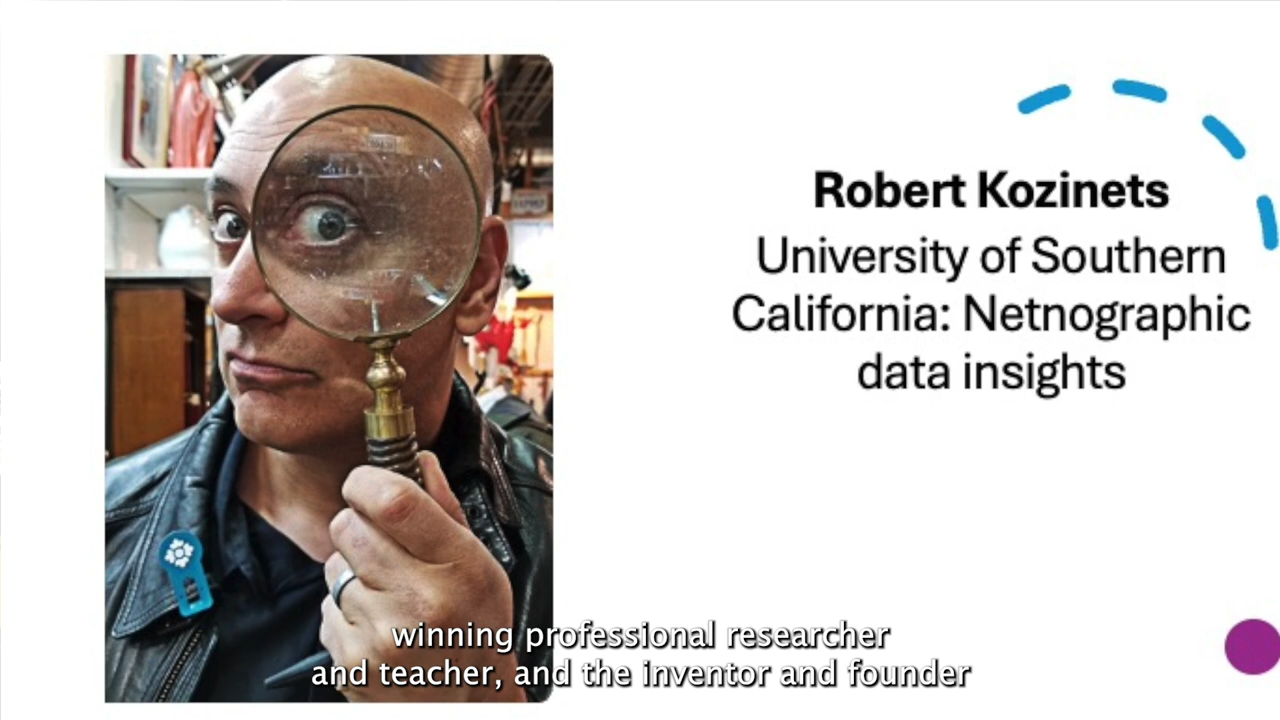 Robert Kozinets
University of Southern
California: Netnographic
data insights
winning professional researcher
and teacher, and the inventor and founder